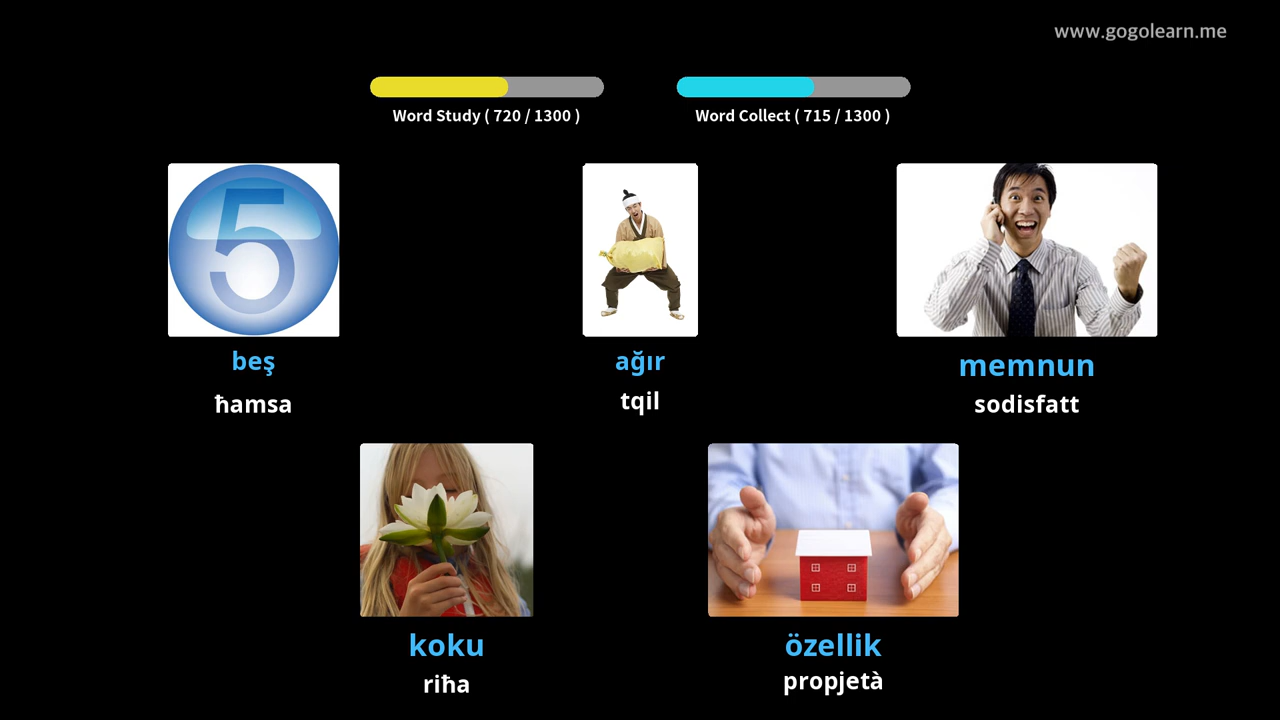 www.gogolearn.me
Word Study ( 720 / 1300 )
Word Collect ( 715 / 1300 )
5
beş
ağır
memnun
ħamsa
tqil
sodisfatt
koku
özellik
riħa
propjetà